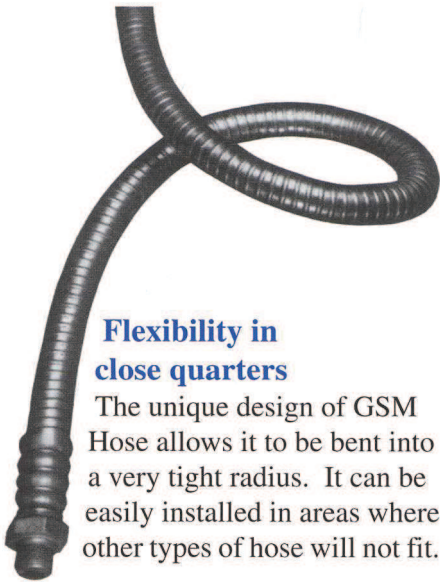 Flexibility in
close quarters
The unique design of GSM
Hose allows it to be bent into
a very tight radius.  It can be
easily installed in areas where
other types of hose will not fit.